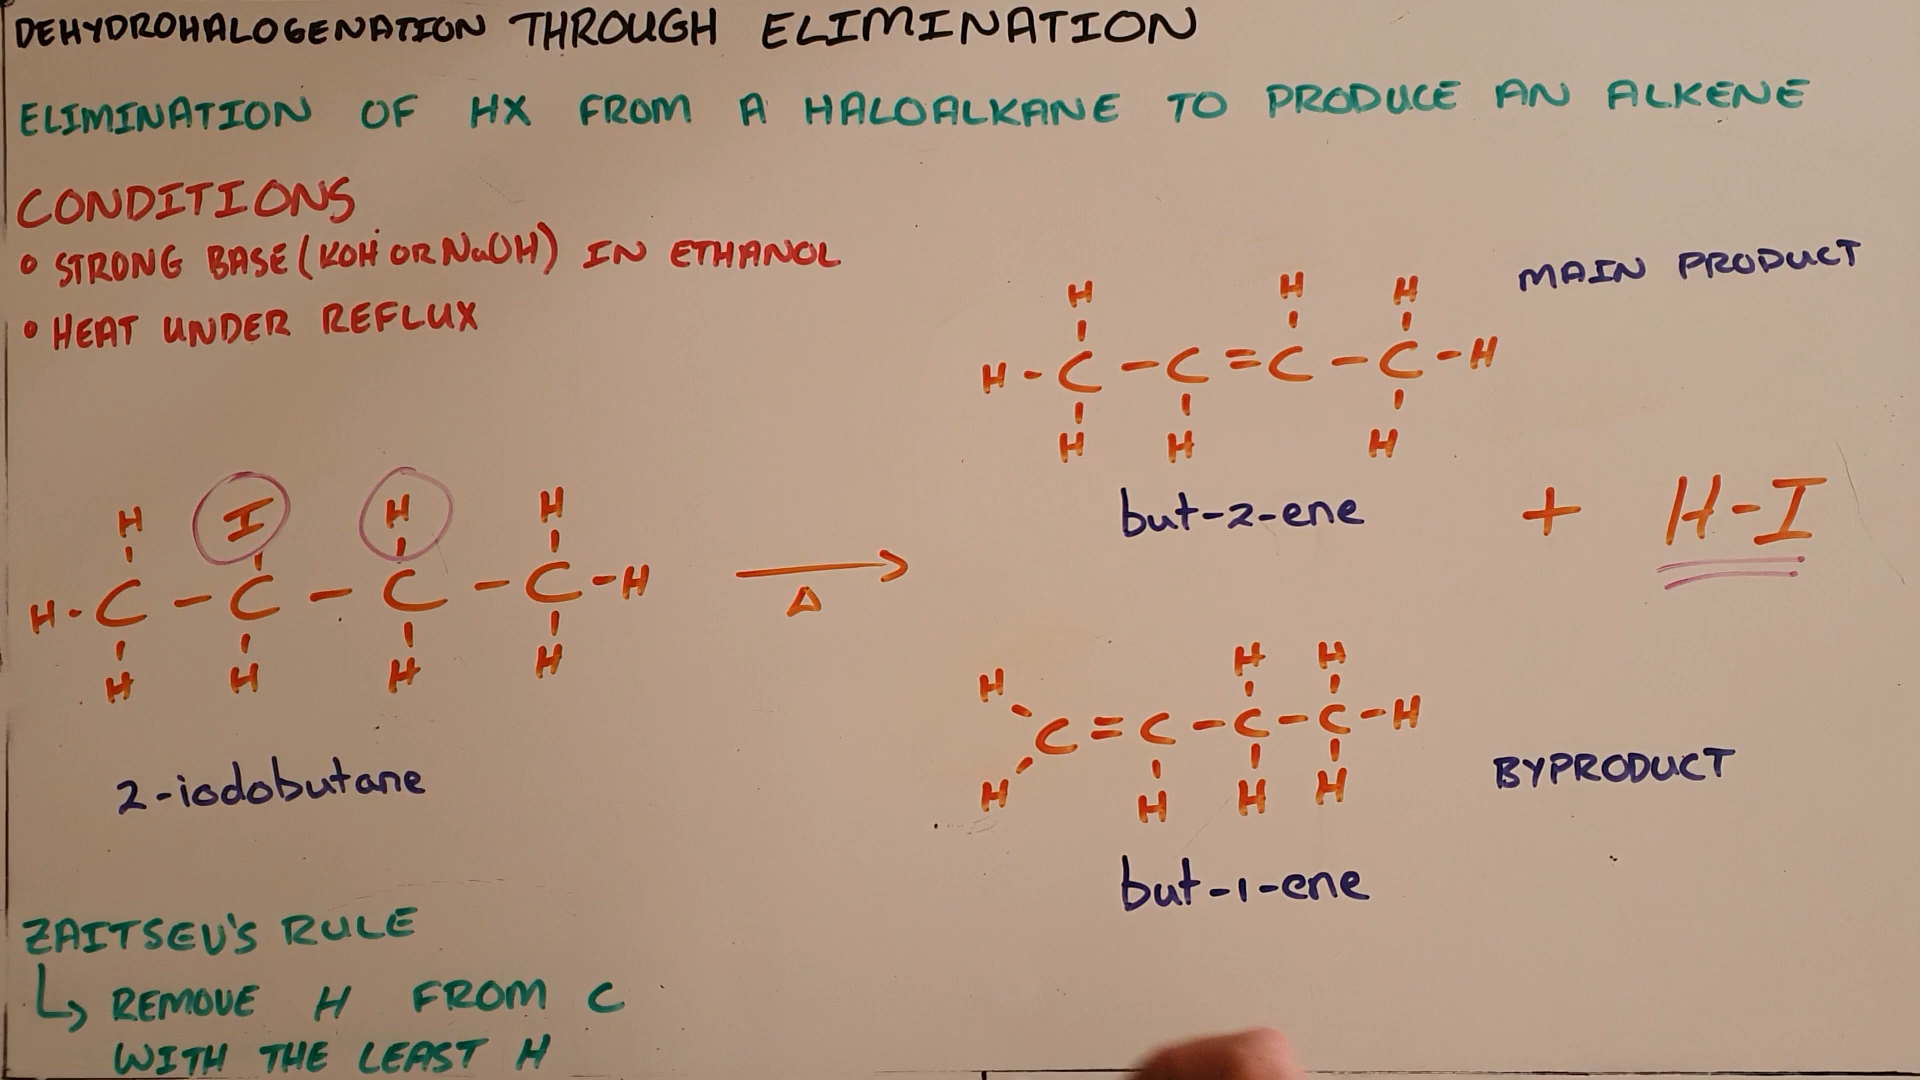 DEHYDROHALOGENATION THROUGH ELIMINATION
ELIMINATION OF HX FROM A HALOALKANE TO PRODUCE AN ALKENE
CONDITIONS
• STRONG BASE (KOH OR NaOH) IN ETHANOL
• HEAT UNDER REFLUX
MAIN PRODUCT
H H H
H - C - C = C - C - H
H H H
but-2-ene + H-I
H I H H
H - C - C - C - C - H
H H H H
2-iodobutane
Δ
H H H
C = C - C - C - H
H H H H
BYPRODUCT
but-1-ene
ZAITSEV'S RULE
↳ REMOVE H FROM C
WITH THE LEAST H